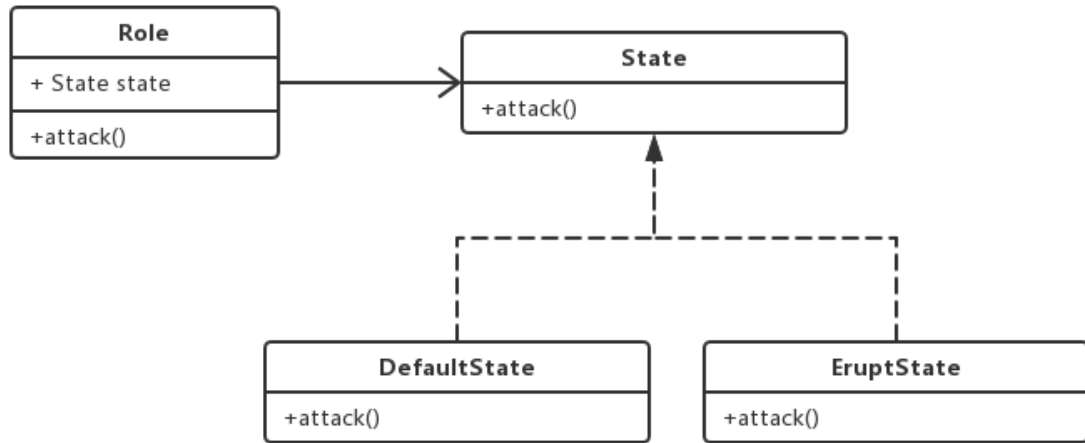 Role
+ State state
+attack()
State
+attack()
DefaultState
+attack()
EruptState
+attack()